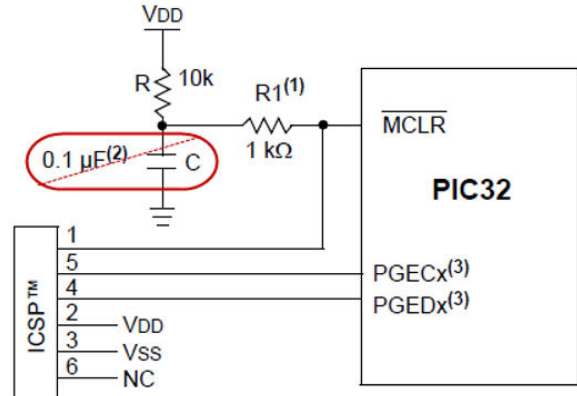 VDD
R 10k
R1(1)
1 kΩ
0.1 µF(2) C
MCLR
PIC32
ICSP™
1
5
4
2
3
6
VDD
VSS
NC
PGECx(3)
PGEDx(3)